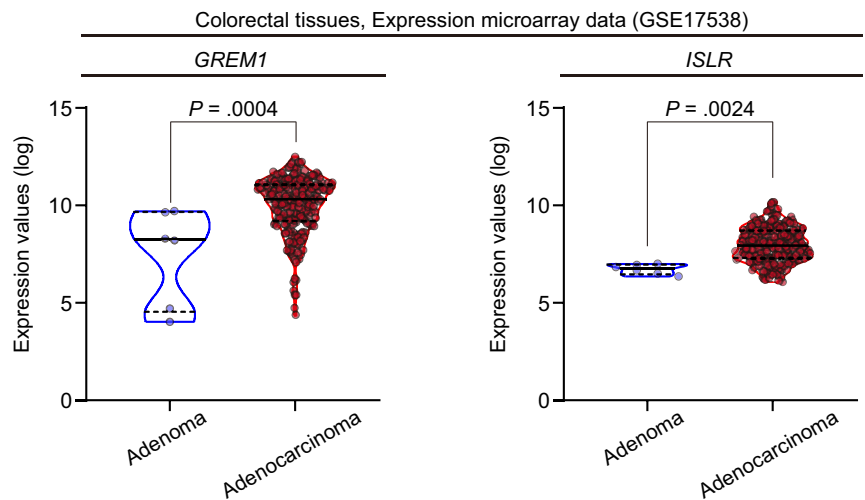 Colorectal tissues, Expression microarray data (GSE17538)
GREM1
Expression values (log)
15
10
5
0
P = .0004
Adenoma
Adenocarcinoma
ISLR
Expression values (log)
15
10
5
0
P = .0024
Adenoma
Adenocarcinoma